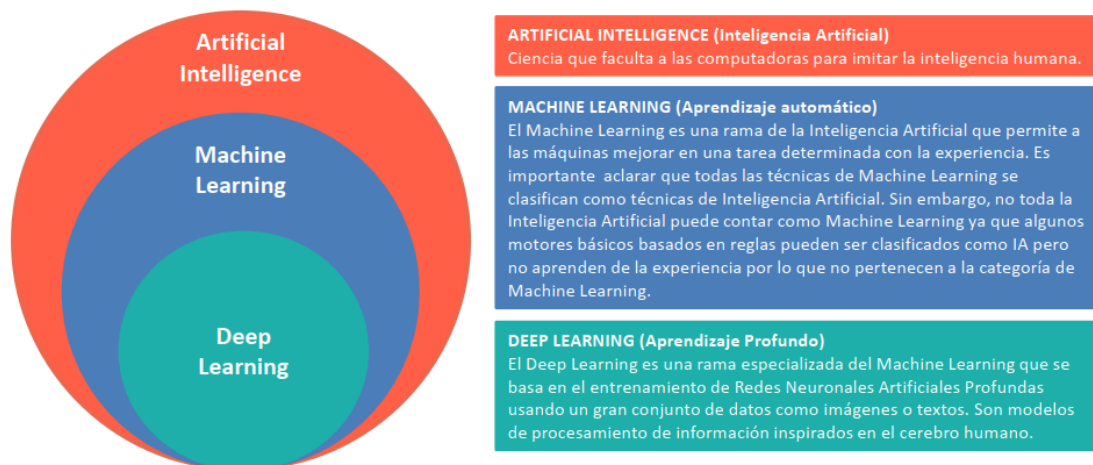 Artificial
Intelligence
Machine
Learning
Deep
Learning
ARTIFICIAL INTELLIGENCE (Inteligencia Artificial)
Ciencia que faculta a las computadoras para imitar la inteligencia humana.
MACHINE LEARNING (Aprendizaje automático)
El Machine Learning es una rama de la Inteligencia Artificial que permite a
las máquinas mejorar en una tarea determinada con la experiencia. Es
importante aclarar que todas las técnicas de Machine Learning se
clasifican como técnicas de Inteligencia Artificial. Sin embargo, no toda la
Inteligencia Artificial puede contar como Machine Learning ya que algunos
motores básicos basados en reglas pueden ser clasificados como IA pero
no aprenden de la experiencia por lo que no pertenecen a la categoría de
Machine Learning.
DEEP LEARNING (Aprendizaje Profundo)
El Deep Learning es una rama especializada del Machine Learning que se
basa en el entrenamiento de Redes Neuronales Artificiales Profundas
usando un gran conjunto de datos como imágenes o textos. Son modelos
de procesamiento de información inspirados en el cerebro humano.